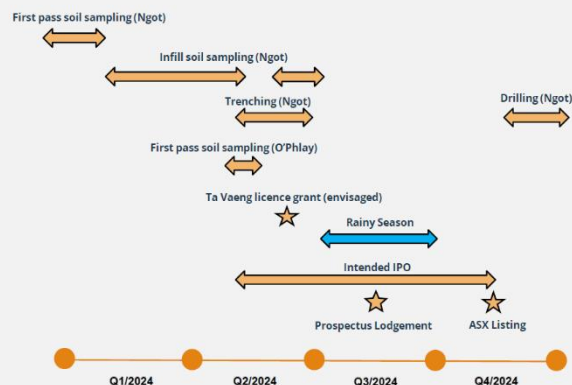 First pass soil sampling (Ngot)
Infill soil sampling (Ngot)
Trenching (Ngot)
Drilling (Ngot)
First pass soil sampling (O'Phlay)
Ta Vaeng licence grant (envisaged)
Rainy Season
Intended IPO
Prospectus Lodgement
ASX Listing
Q1/2024
Q2/2024
Q3/2024
Q4/2024